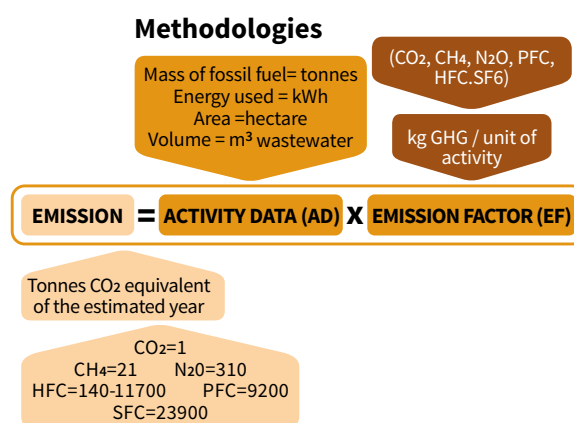 Methodologies
Mass of fossil fuel= tonnes
Energy used = kWh
Area =hectare
Volume = m³ wastewater
(CO₂, CH₄, N₂O, PFC,
HFC.SF6)
kg GHG / unit of
activity
EMISSION = ACTIVITY DATA (AD) X EMISSION FACTOR (EF)
Tonnes CO₂ equivalent
of the estimated year
CO₂=1
CH₄=21 N₂0=310
HFC=140-11700 PFC=9200
SFC=23900